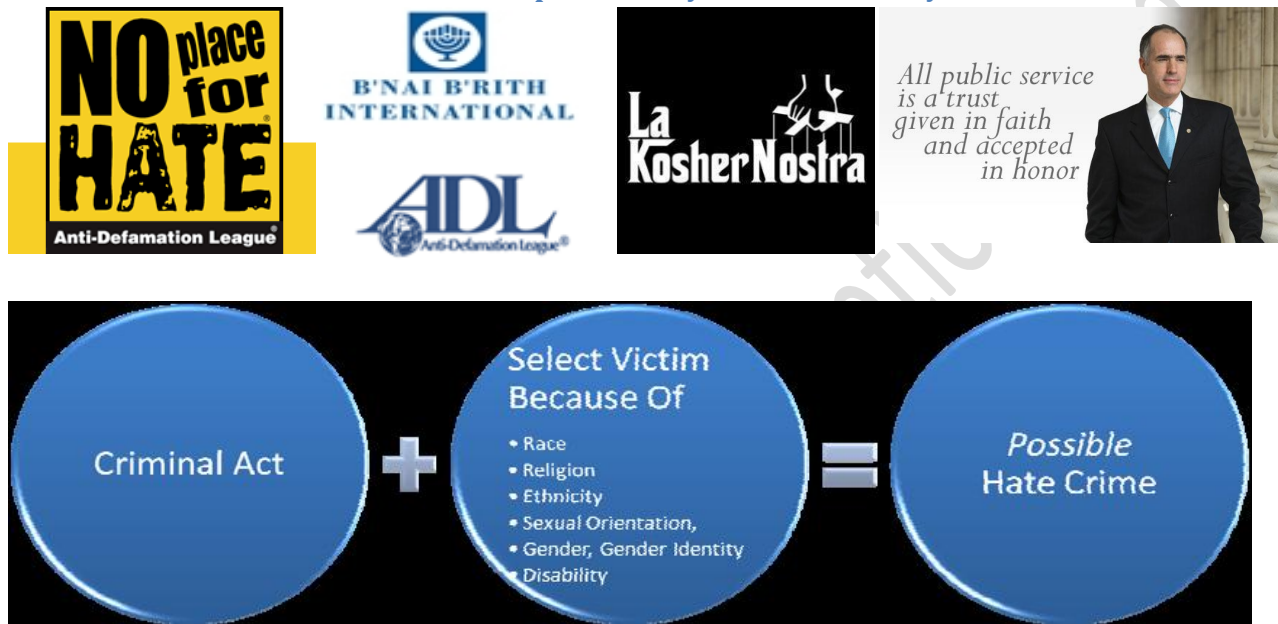 NO place
for
HATE®
Anti-Defamation League®
B'NAI B'RITH
INTERNATIONAL
ADL
Anti-Defamation League®
La
Kosher Nostra
All public service
is a trust
given in faith
and accepted
in honor
Criminal Act
Select Victim
Because Of
• Race
• Religion
• Ethnicity
• Sexual Orientation,
• Gender, Gender Identity
• Disability
Possible
Hate Crime